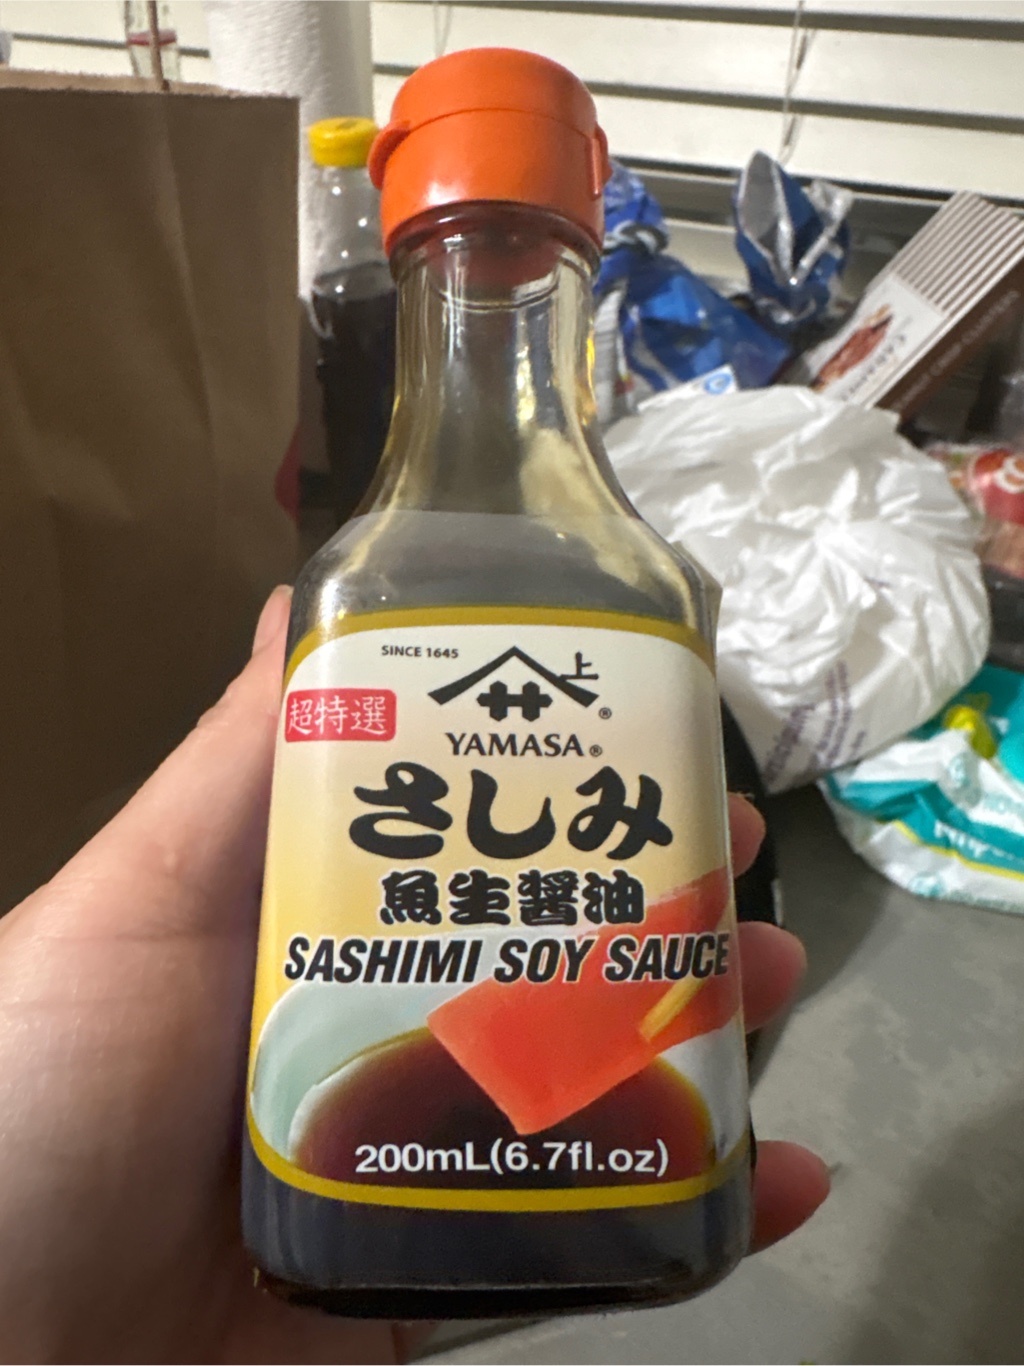 SINCE 1645
上
®
超特選
YAMASA®
さしみ
魚生醤油
SASHIMI SOY SAUCE
200mL(6.7fl.oz)